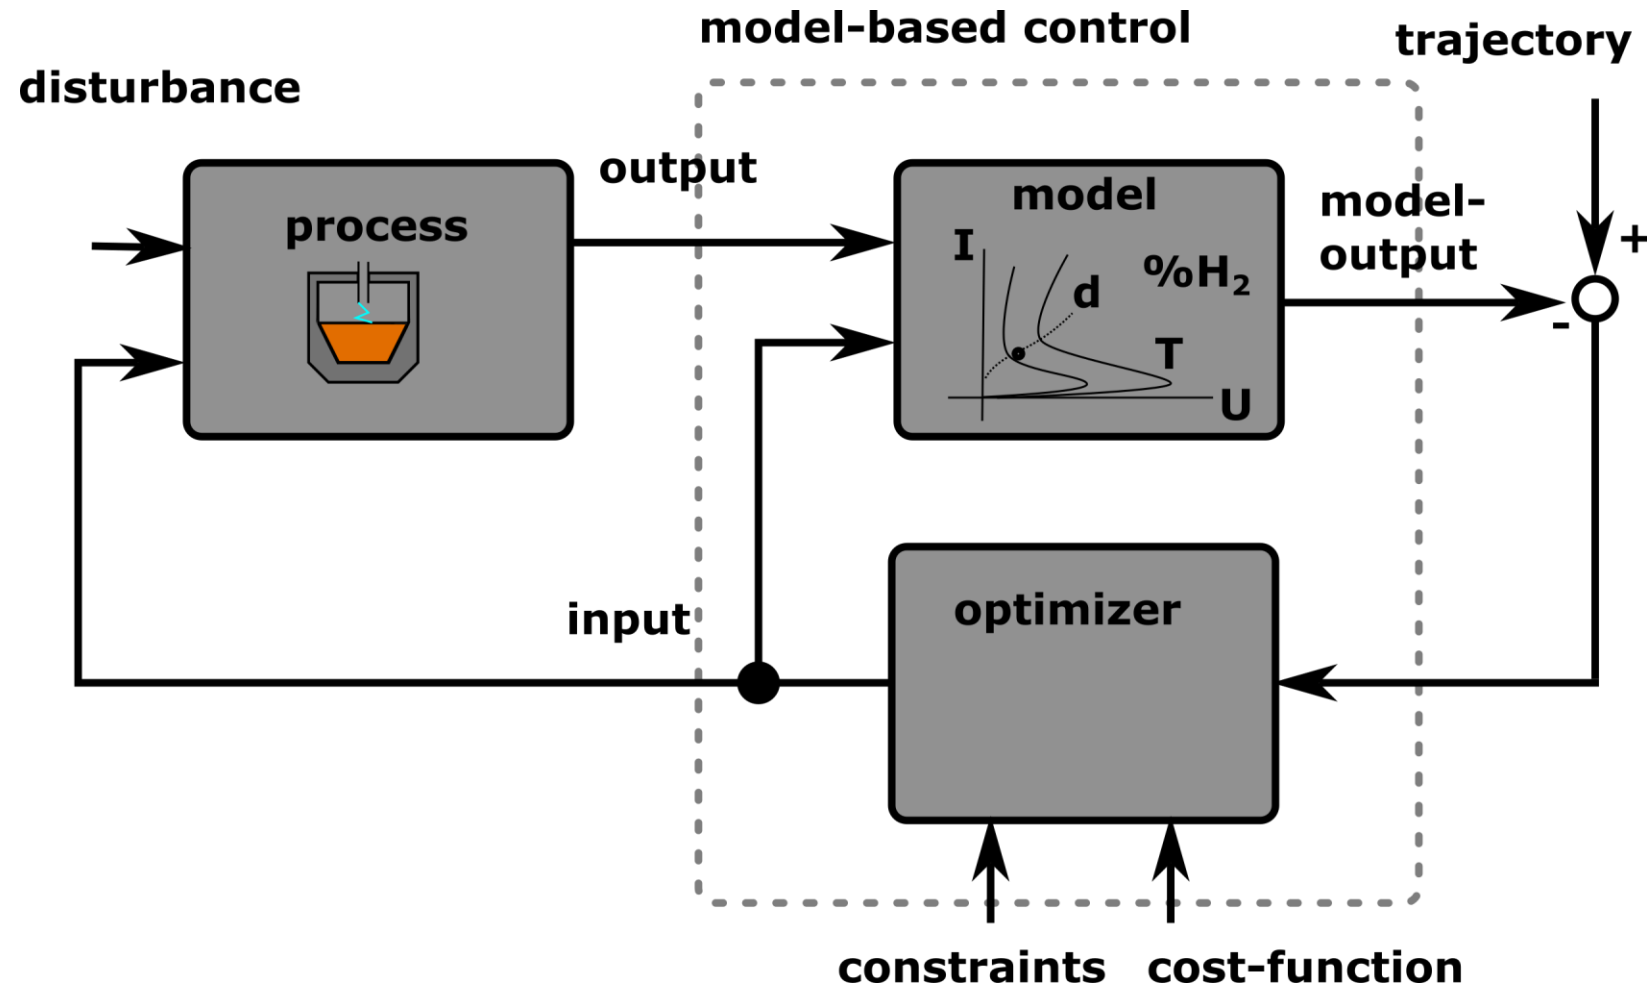 model-based control
trajectory
disturbance
output
process
model
model-
output
I
%H₂
d
T
U
+
-
input
optimizer
constraints
cost-function